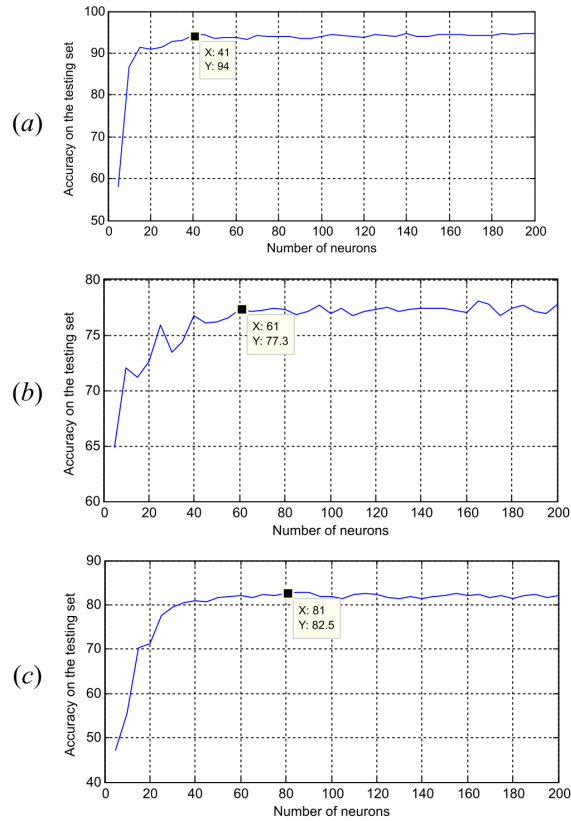 (a)
Accuracy on the testing set
100
90
80
70
60
50
X: 41
Y: 94
0 20 40 60 80 100 120 140 160 180 200
Number of neurons
(b)
Accuracy on the testing set
80
75
70
65
60
X: 61
Y: 77.3
0 20 40 60 80 100 120 140 160 180 200
Number of neurons
(c)
Accuracy on the testing set
90
80
70
60
50
40
X: 81
Y: 82.5
0 20 40 60 80 100 120 140 160 180 200
Number of neurons